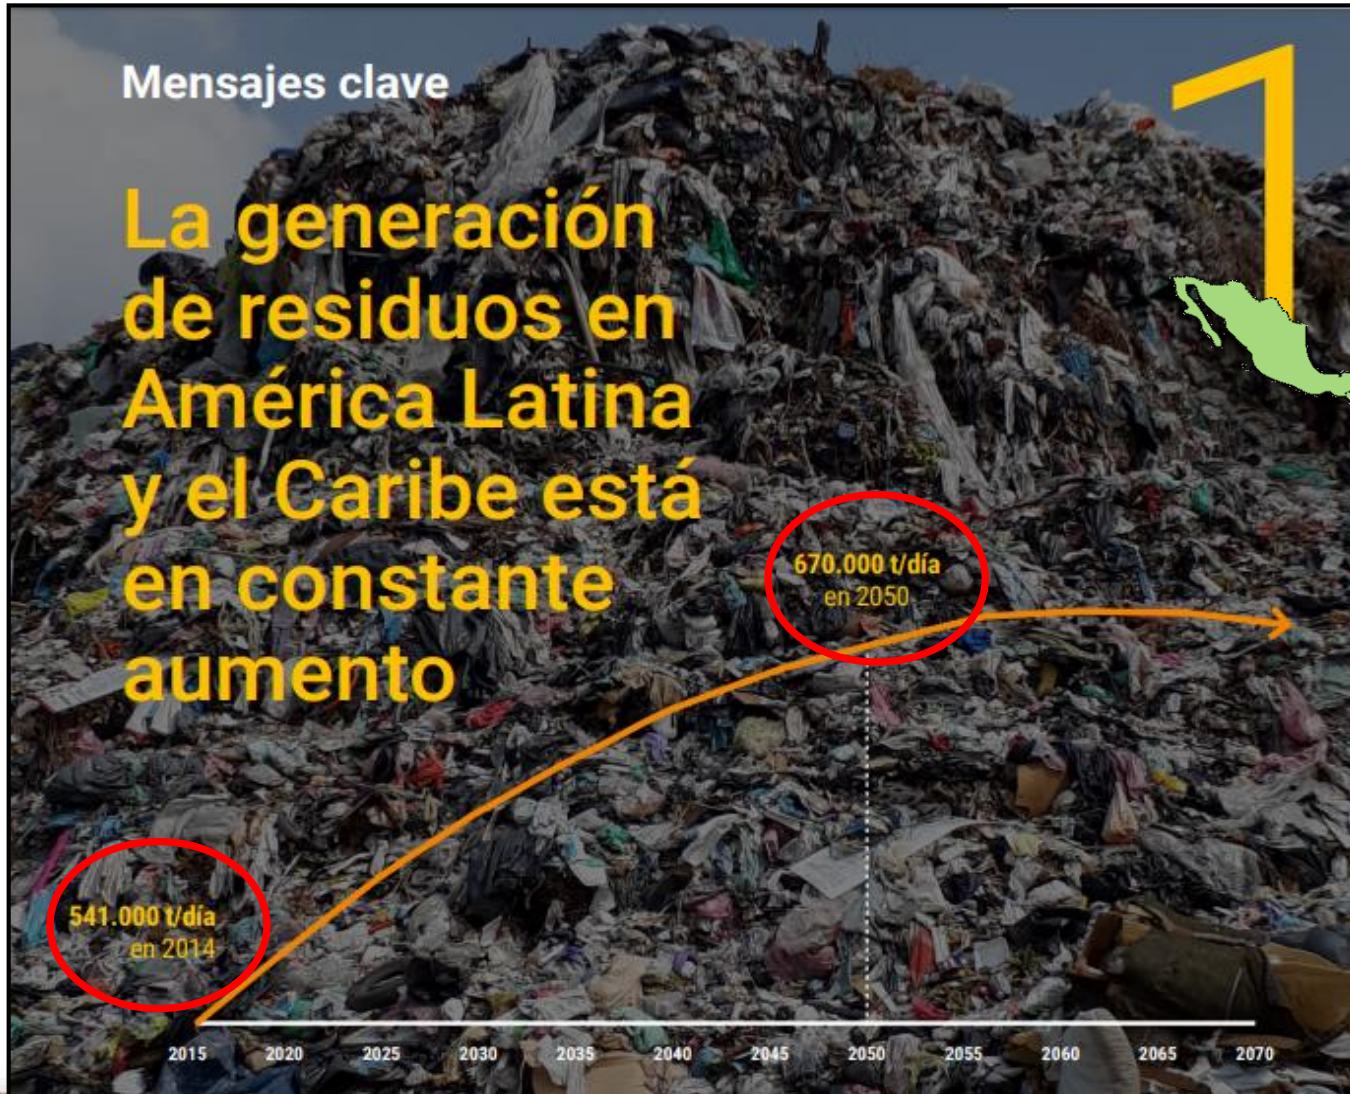 Mensajes clave
1
La generación
de residuos en
América Latina
y el Caribe está
en constante
aumento
670.000 t/día
en 2050
541.000 t/día
en 2014
2015 2020 2025 2030 2035 2040 2045 2050 2055 2060 2065 2070